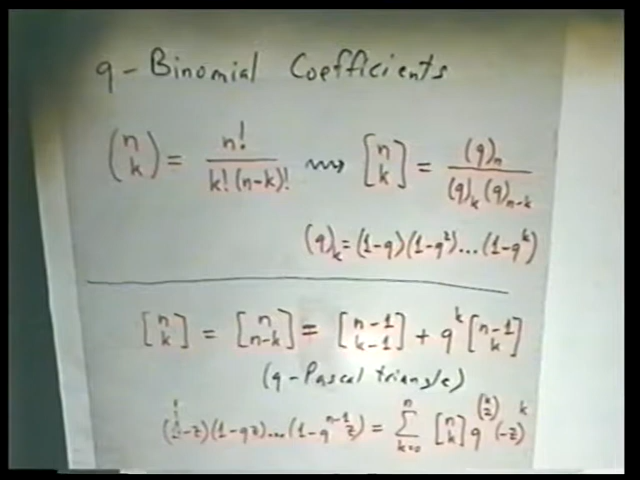 q-Binomial Coefficients
(n k) = n! / k!(n-k)! ⇝ [n k] = (q)_n / (q)_k (q)_{n-k}
(q)_k = (1-q)(1-q^2)...(1-q^k)
[n k] = [n n-k] = [n-1 k-1] + q^k [n-1 k]
(q-Pascal triangle)
(1-z)(1-qz)...(1-q^{n-1}z) = Σ_{k=0}^{n} [n k] q^{(k 2)} (-z)^k